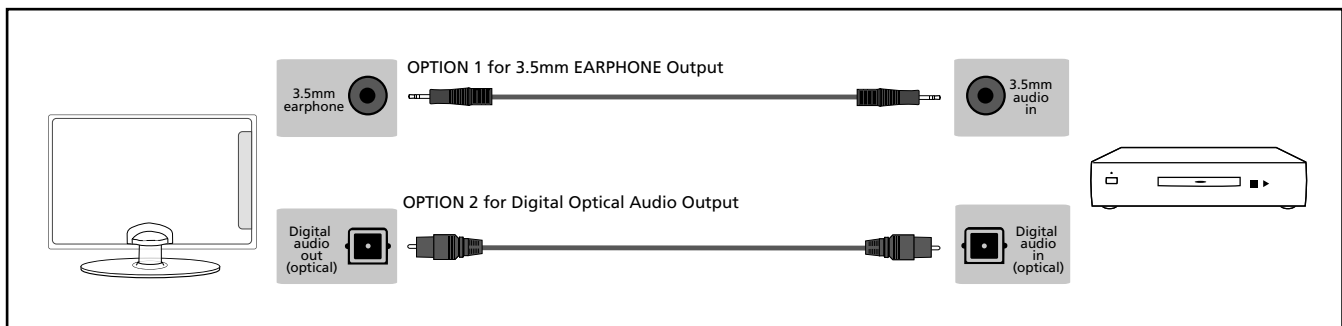 OPTION 1 for 3.5mm EARPHONE Output
3.5mm
earphone
3.5mm
audio
in
OPTION 2 for Digital Optical Audio Output
Digital
audio
out
(optical)
Digital
audio
in
(optical)